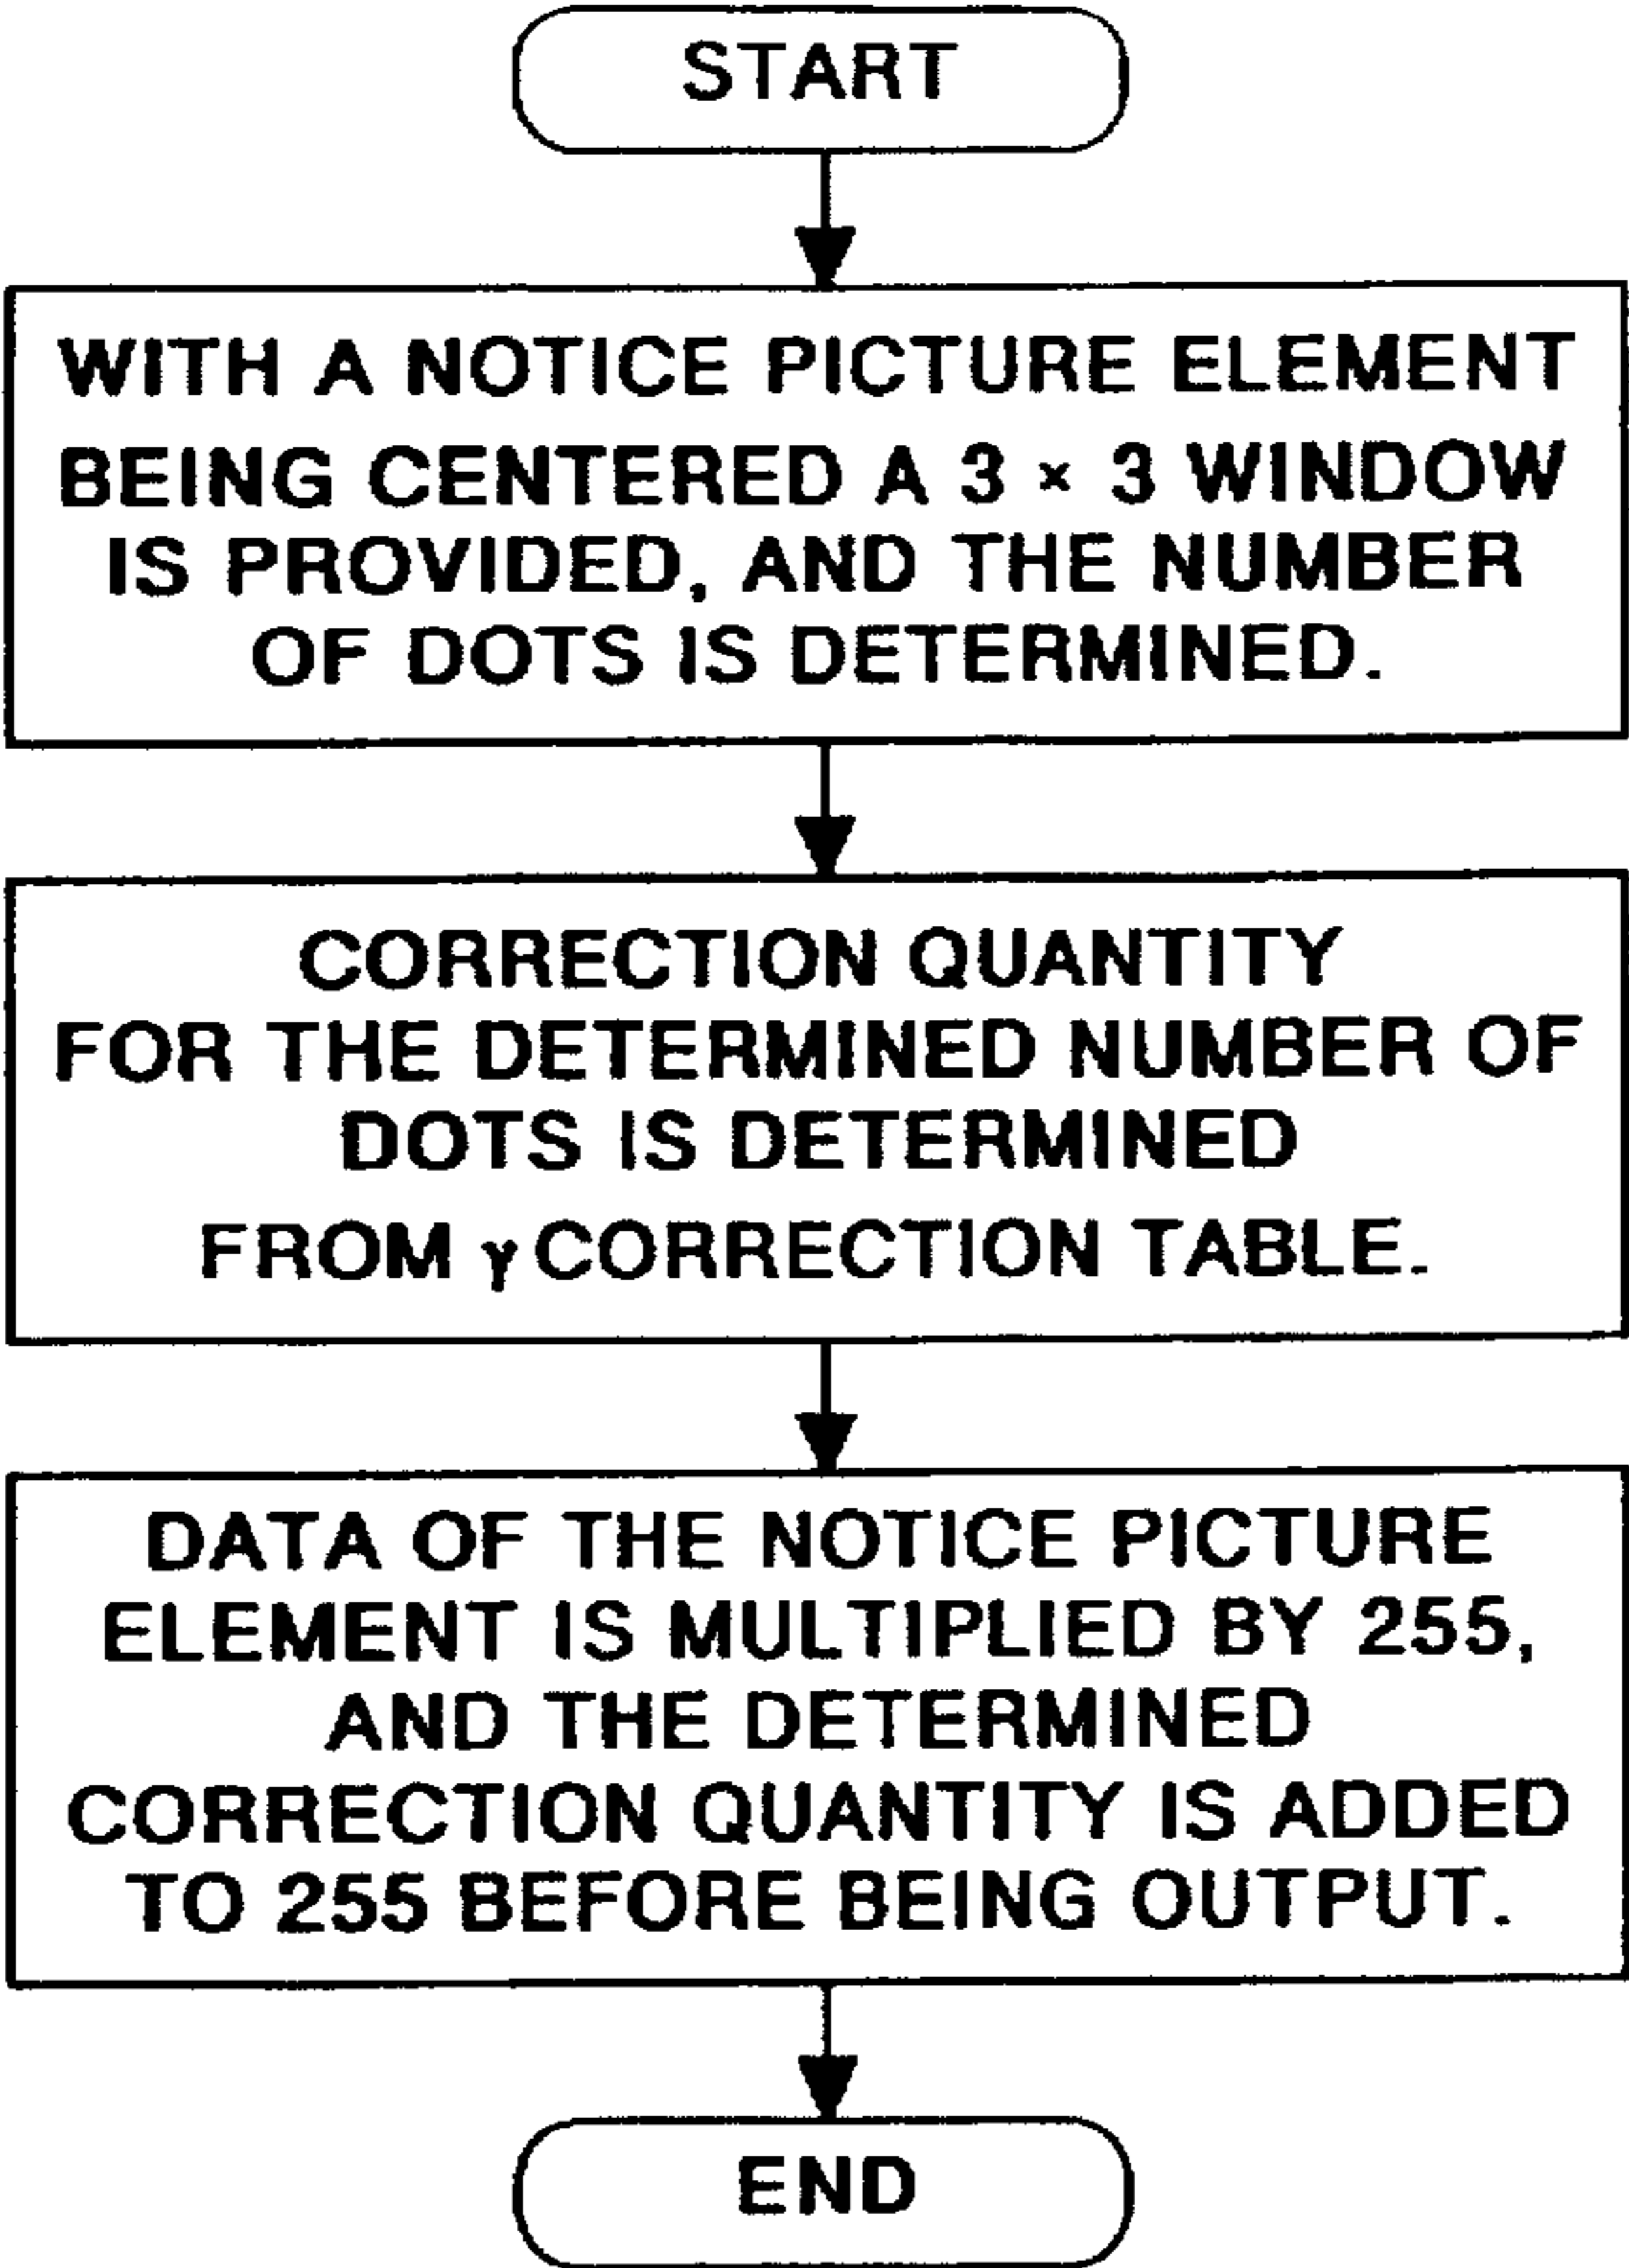 START
WITH A NOTICE PICTURE ELEMENT
BEING CENTERED A 3 × 3 WINDOW
IS PROVIDED, AND THE NUMBER
OF DOTS IS DETERMINED.
CORRECTION QUANTITY
FOR THE DETERMINED NUMBER OF
DOTS IS DETERMINED
FROM γ CORRECTION TABLE.
DATA OF THE NOTICE PICTURE
ELEMENT IS MULTIPLIED BY 255,
AND THE DETERMINED
CORRECTION QUANTITY IS ADDED
TO 255 BEFORE BEING OUTPUT.
END